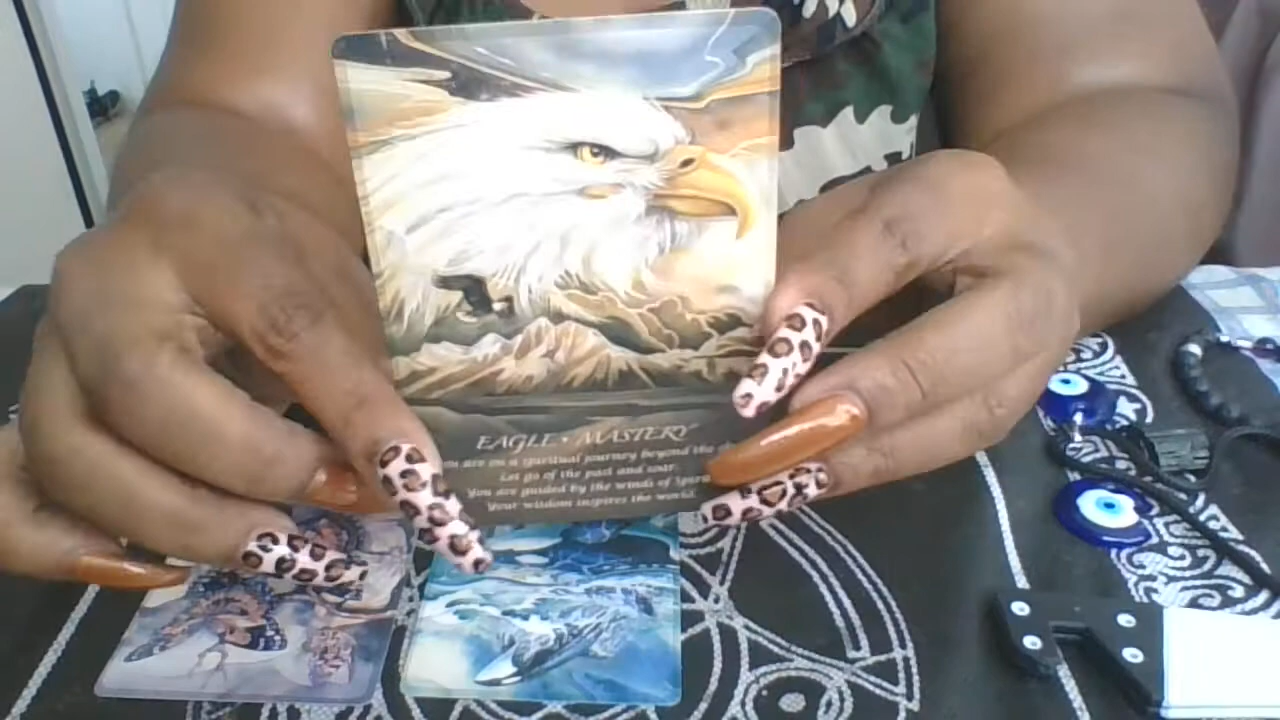 EAGLE • MASTERY
are on a spiritual journey beyond the
Let go of the past and soar.
You are guided by the winds of
Your wisdom inspires the world.